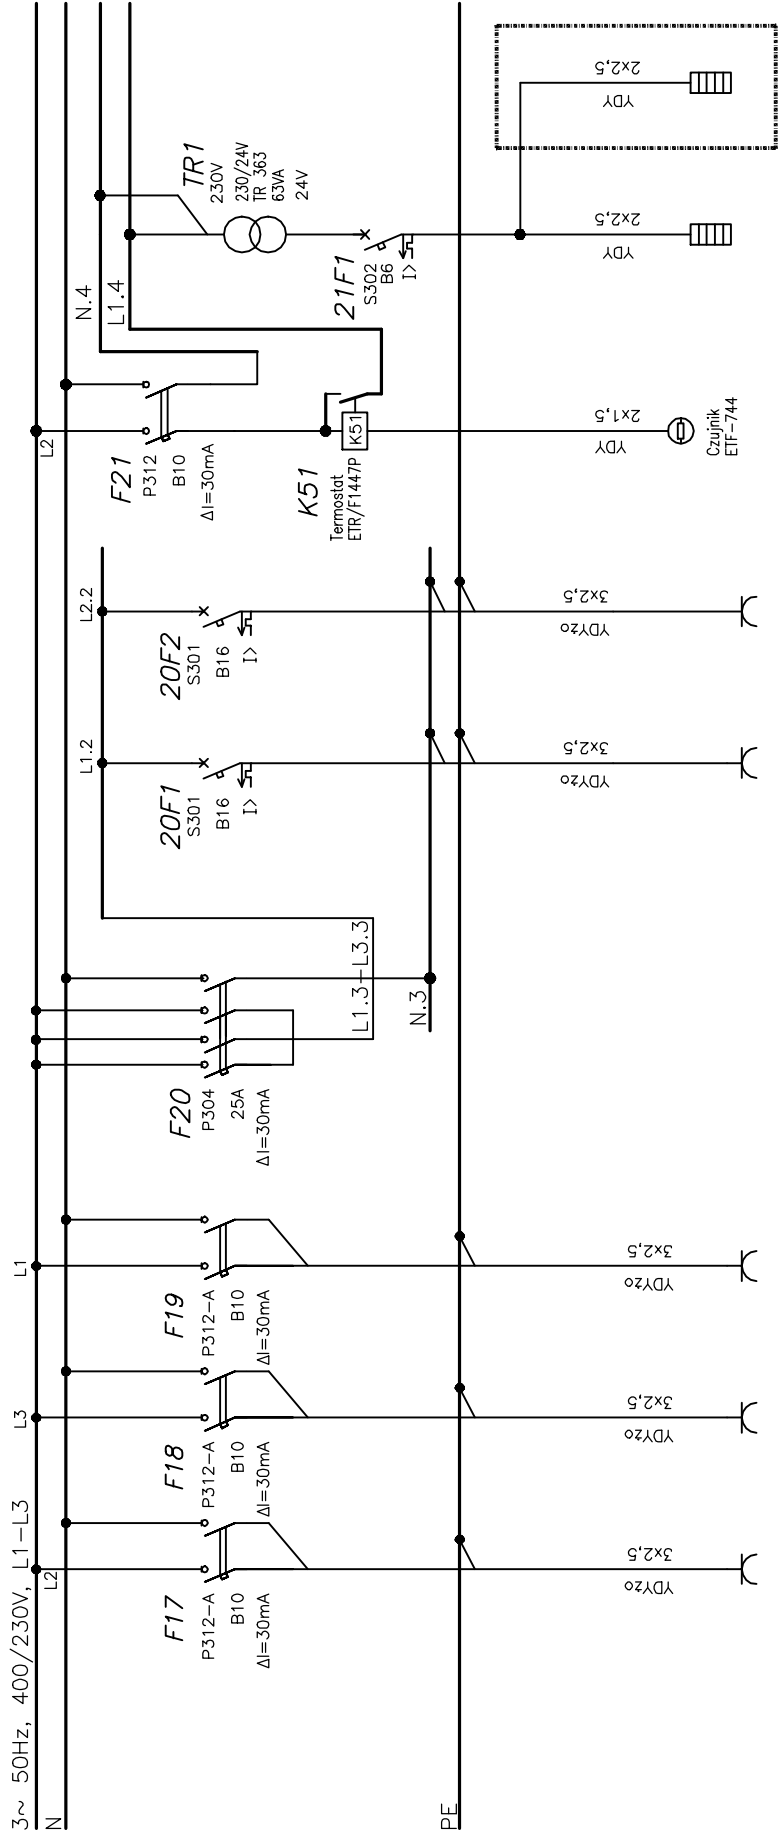 3~ 50Hz, 400/230V, L1-L3
N
PE
L2
F17
P312-A
B10
ΔI=30mA
YDYżo
3x2,5
L3
F18
P312-A
B10
ΔI=30mA
YDYżo
3x2,5
L1
F19
P312-A
B10
ΔI=30mA
YDYżo
3x2,5
F20
P304
25A
ΔI=30mA
L1.3-L3.3
N.3
L1.2
20F1
S301
B16
I>
YDYżo
3x2,5
L2.2
20F2
S301
B16
I>
YDYżo
3x2,5
L2
F21
P312
B10
ΔI=30mA
K51
Termostat
ETR/F1447P
K51
YDY
2x1,5
Czujnik
ETF-744
N.4
L1.4
TR1
230V
230/24V
TR 363
63VA
24V
21F1
S302
B6
I>
YDY
2x2,5
YDY
2x2,5